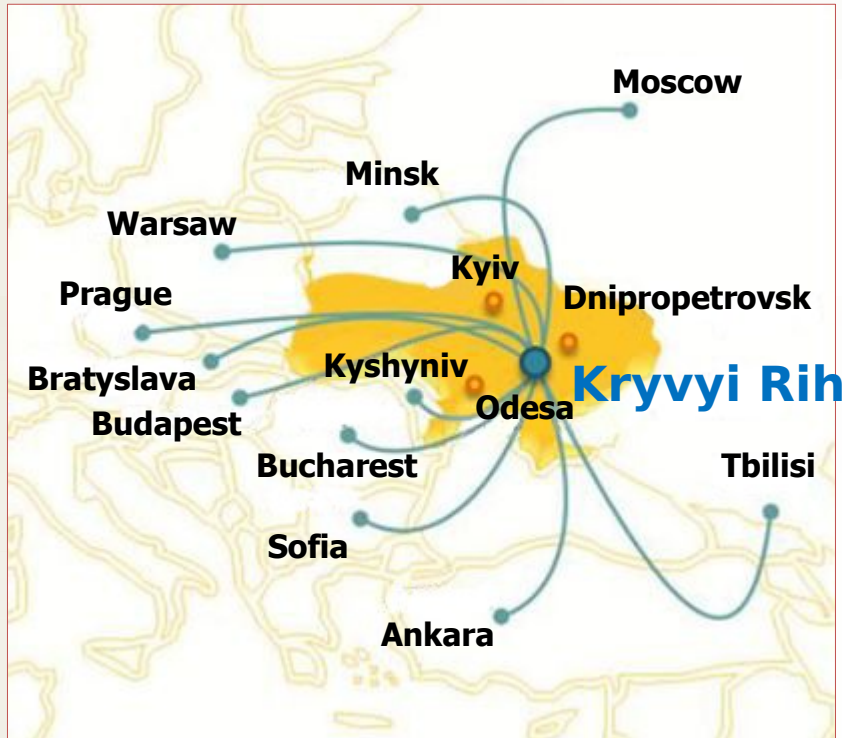 Moscow
Minsk
Warsaw
Kyiv
Prague
Dnipropetrovsk
Kyshyniv
Bratyslava
Kryvyi Rih
Odesa
Budapest
Bucharest
Tbilisi
Sofia
Ankara